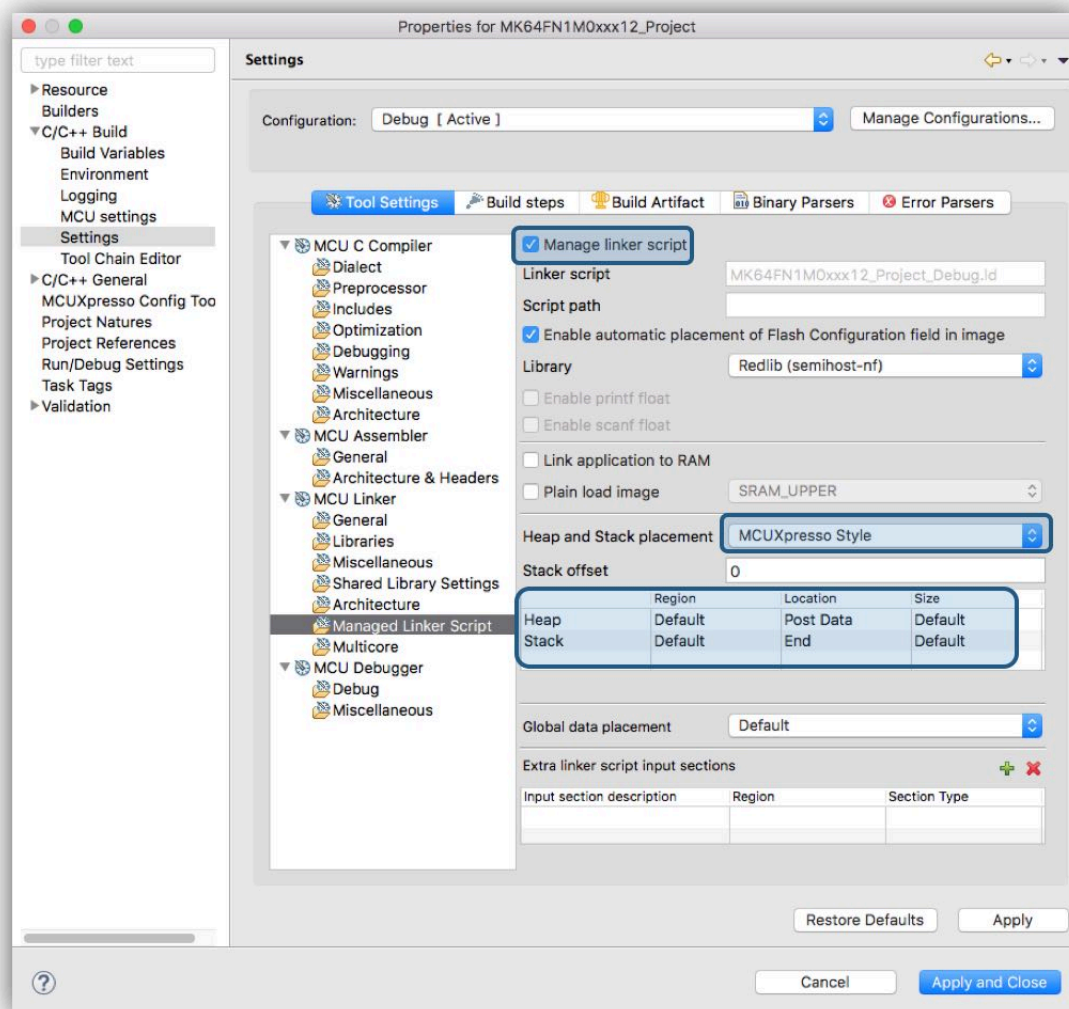 Properties for MK64FN1M0xxx12_Project
type filter text
Resource
Builders
C/C++ Build
Build Variables
Environment
Logging
MCU settings
Settings
Tool Chain Editor
C/C++ General
MCUXpresso Config Too
Project Natures
Project References
Run/Debug Settings
Task Tags
Validation
Settings
Configuration: Debug [ Active ] Manage Configurations...
Tool Settings Build steps Build Artifact Binary Parsers Error Parsers
MCU C Compiler
Dialect
Preprocessor
Includes
Optimization
Debugging
Warnings
Miscellaneous
Architecture
MCU Assembler
General
Architecture & Headers
MCU Linker
General
Libraries
Miscellaneous
Shared Library Settings
Architecture
Managed Linker Script
Multicore
MCU Debugger
Debug
Miscellaneous
Manage linker script
Linker script MK64FN1M0xxx12_Project_Debug.ld
Script path
Enable automatic placement of Flash Configuration field in image
Library Redlib (semihost-nf)
Enable printf float
Enable scanf float
Link application to RAM
Plain load image SRAM_UPPER
Heap and Stack placement MCUXpresso Style
Stack offset 0
Region Location Size
Heap Default Post Data Default
Stack Default End Default
Global data placement Default
Extra linker script input sections
Input section description Region Section Type
Restore Defaults Apply
? Cancel Apply and Close